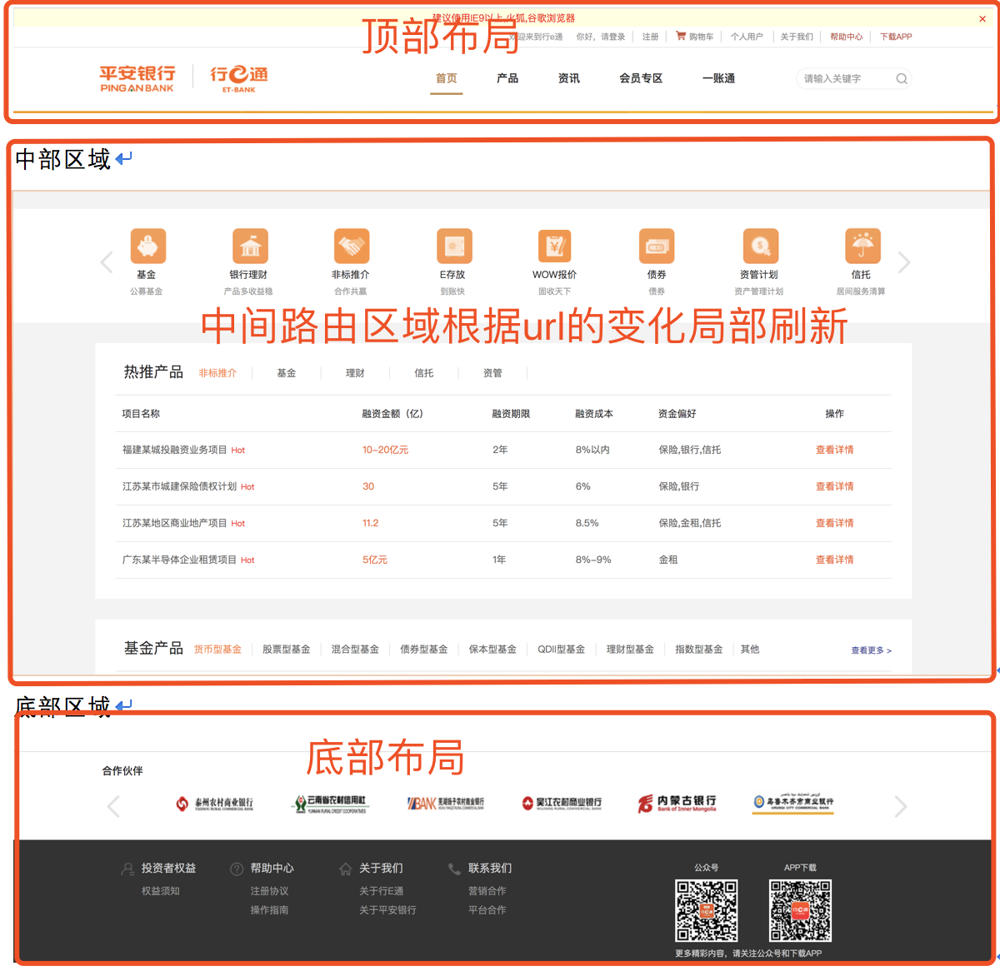 建议使用IE9以上,火狐,谷歌浏览器
顶部布局
欢迎来到行e通 你好，请登录 注册 购物车 个人用户 关于我们 帮助中心 下载APP
平安银行 行e通
PING AN BANK ET-BANK
首页 产品 资讯 会员专区 一账通 请输入关键字
中部区域
基金 银行理财 非标推介 E存放 WOW报价 债券 资管计划 信托
公募基金 产品多收益稳 合作共赢 到账快 固收天下 债券 资产管理计划 居间服务清算
中间路由区域根据url的变化局部刷新
热推产品 非标推介 基金 理财 信托 资管
项目名称 融资金额（亿） 融资期限 融资成本 资金偏好 操作
福建某城投融资业务项目 Hot 10-20亿元 2年 8%以内 保险,银行,信托 查看详情
江苏某市城建保险债权计划 Hot 30 5年 6% 保险,银行 查看详情
江苏某地区商业地产项目 Hot 11.2 5年 8.5% 保险,金租,信托 查看详情
广东某半导体企业租赁项目 Hot 5亿元 1年 8%-9% 金租 查看详情
基金产品 货币型基金 股票型基金 混合型基金 债券型基金 保本型基金 QDII型基金 理财型基金 指数型基金 其他 查看更多 >
底部区域
底部布局
合作伙伴
泰州农村商业银行 云南省农村信用社 芜湖扬子农村商业银行 吴江农村商业银行 内蒙古银行 乌鲁木齐市商业银行
Bank of Inner Mongolia
投资者权益 帮助中心 关于我们 联系我们 公众号 APP下载
权益须知 注册协议 关于行E通 营销合作
操作指南 关于平安银行 平台合作
更多精彩内容，请关注公众号和下载APP